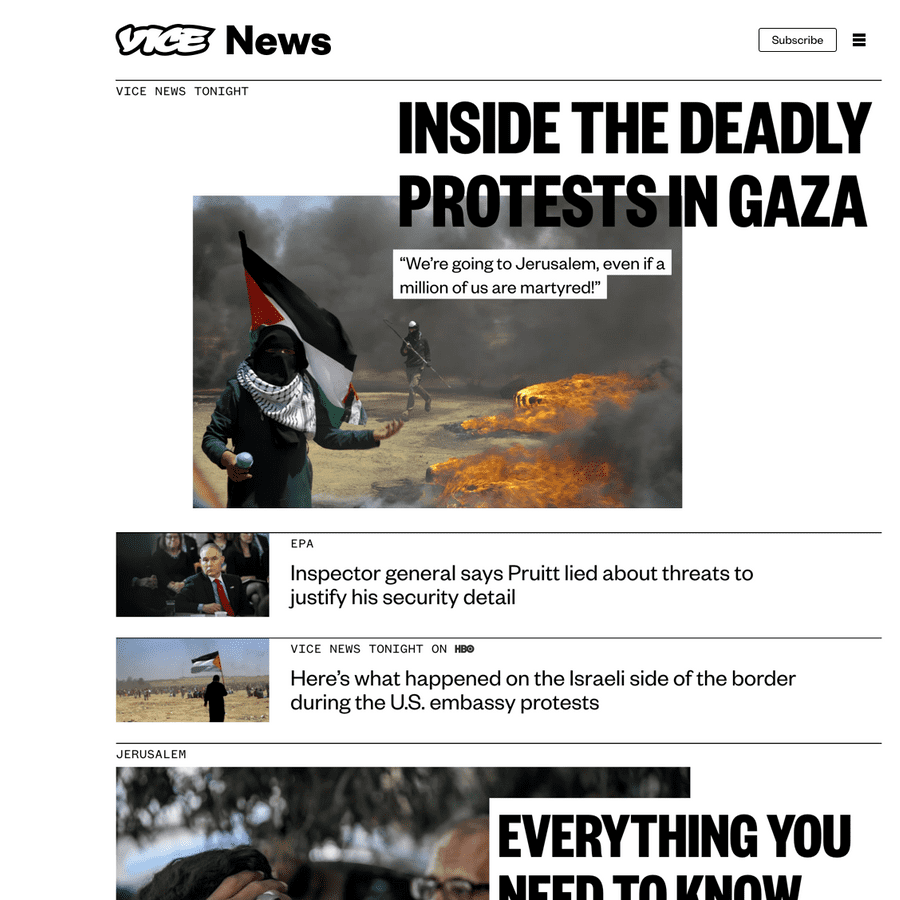 VICE News
Subscribe
VICE NEWS TONIGHT
INSIDE THE DEADLY
PROTESTS IN GAZA
“We’re going to Jerusalem, even if a
million of us are martyred!”
EPA
Inspector general says Pruitt lied about threats to
justify his security detail
VICE NEWS TONIGHT ON HBO
Here’s what happened on the Israeli side of the border
during the U.S. embassy protests
JERUSALEM
EVERYTHING YOU
NEED TO KNOW